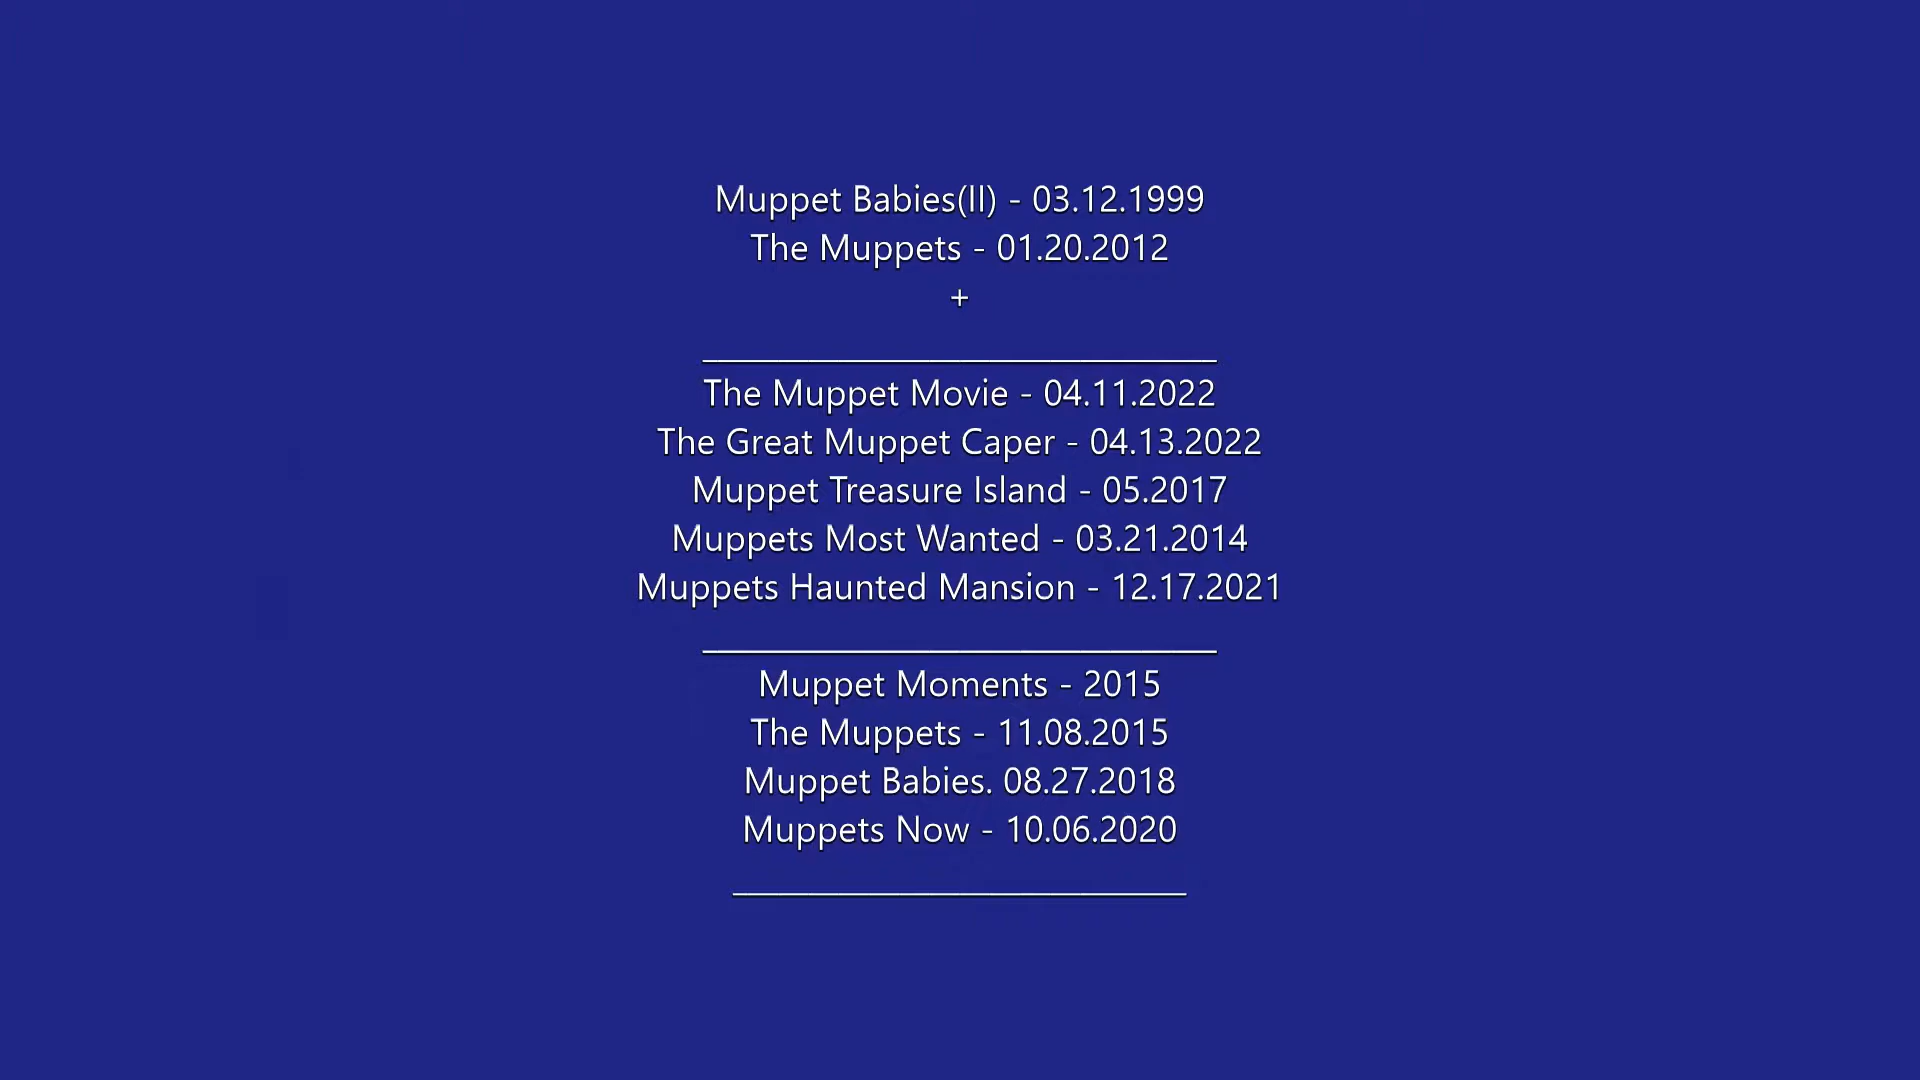 Muppet Babies(II) - 03.12.1999
The Muppets - 01.20.2012
+
__________________________________
The Muppet Movie - 04.11.2022
The Great Muppet Caper - 04.13.2022
Muppet Treasure Island - 05.2017
Muppets Most Wanted - 03.21.2014
Muppets Haunted Mansion - 12.17.2021
__________________________________
Muppet Moments - 2015
The Muppets - 11.08.2015
Muppet Babies. 08.27.2018
Muppets Now - 10.06.2020
______________________________